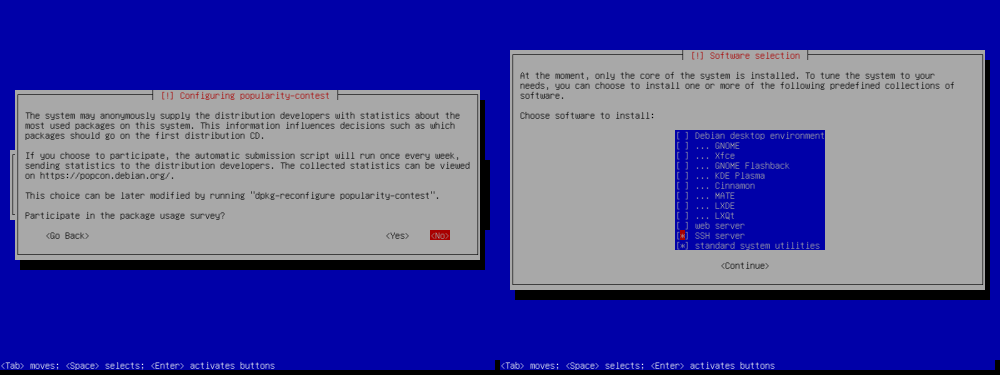 [!] Configuring popularity-contest
The system may anonymously supply the distribution developers with statistics about the
most used packages on this system. This information influences decisions such as which
packages should go on the first distribution CD.
If you choose to participate, the automatic submission script will run once every week,
sending statistics to the distribution developers. The collected statistics can be viewed
on https://popcon.debian.org/.
This choice can be later modified by running "dpkg-reconfigure popularity-contest".
Participate in the package usage survey?
<Go Back> <Yes> <No>
<Tab> moves; <Space> selects; <Enter> activates buttons
[!] Software selection
At the moment, only the core of the system is installed. To tune the system to your
needs, you can choose to install one or more of the following predefined collections of
software.
Choose software to install:
[ ] Debian desktop environment
[ ] ... GNOME
[ ] ... Xfce
[ ] ... GNOME Flashback
[ ] ... KDE Plasma
[ ] ... Cinnamon
[ ] ... MATE
[ ] ... LXDE
[ ] ... LXQt
[ ] web server
[*] SSH server
[*] standard system utilities
<Continue>
<Tab> moves; <Space> selects; <Enter> activates buttons